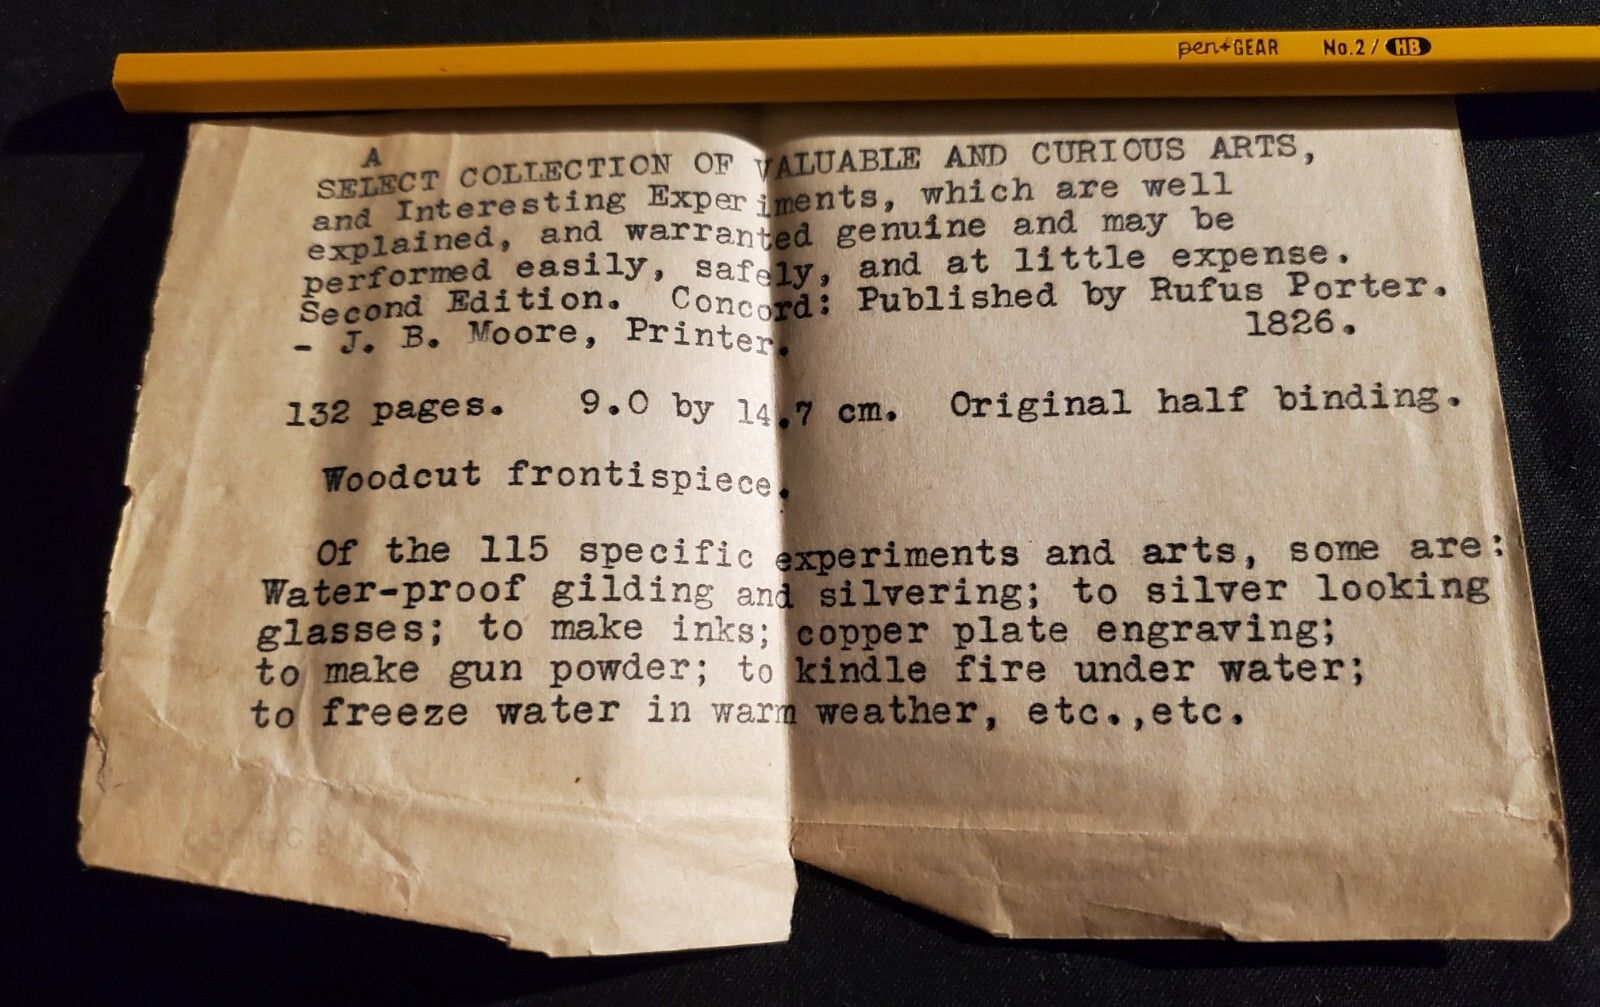 pen+GEAR No.2/ HB
A
SELECT COLLECTION OF VALUABLE AND CURIOUS ARTS,
and Interesting Experiments, which are well
explained, and warranted genuine and may be
performed easily, safely, and at little expense.
Second Edition. Concord: Published by Rufus Porter.
- J. B. Moore, Printer. 1826.
132 pages. 9.0 by 14.7 cm. Original half binding.
Woodcut frontispiece.
Of the 115 specific experiments and arts, some are:
Water-proof gilding and silvering; to silver looking
glasses; to make inks; copper plate engraving;
to make gun powder; to kindle fire under water;
to freeze water in warm weather, etc.,etc.